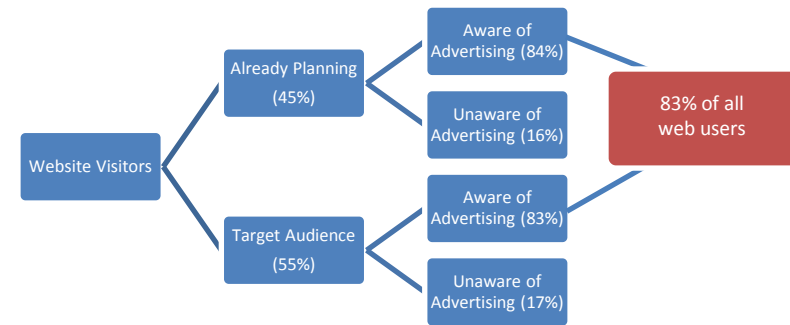 Website Visitors
Already Planning
(45%)
Target Audience
(55%)
Aware of
Advertising (84%)
Unaware of
Advertising (16%)
Aware of
Advertising (83%)
Unaware of
Advertising (17%)
83% of all
web users